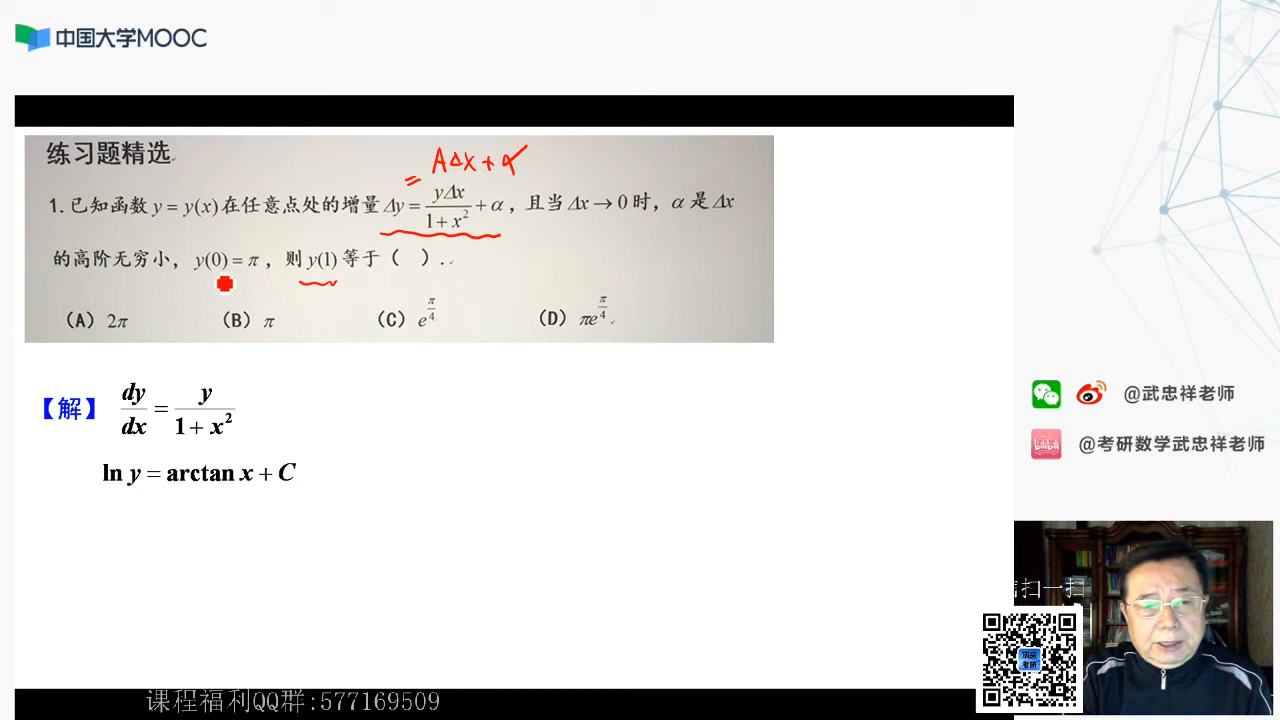 中国大学MOOC
练习题精选
AΔx + α
=
1.已知函数 y = y(x) 在任意点处的增量 Δy = yΔx/(1+x²) + α，且当 Δx → 0 时，α 是 Δx
的高阶无穷小，y(0) = π，则 y(1) 等于（ ）.
（A）2π （B）π （C）e^(π/4) （D）πe^(π/4)
【解】 dy/dx = y/(1+x²)
ln y = arctan x + C
@武忠祥老师
bilibili @考研数学武忠祥老师
扫一扫
课程福利QQ群:577169509